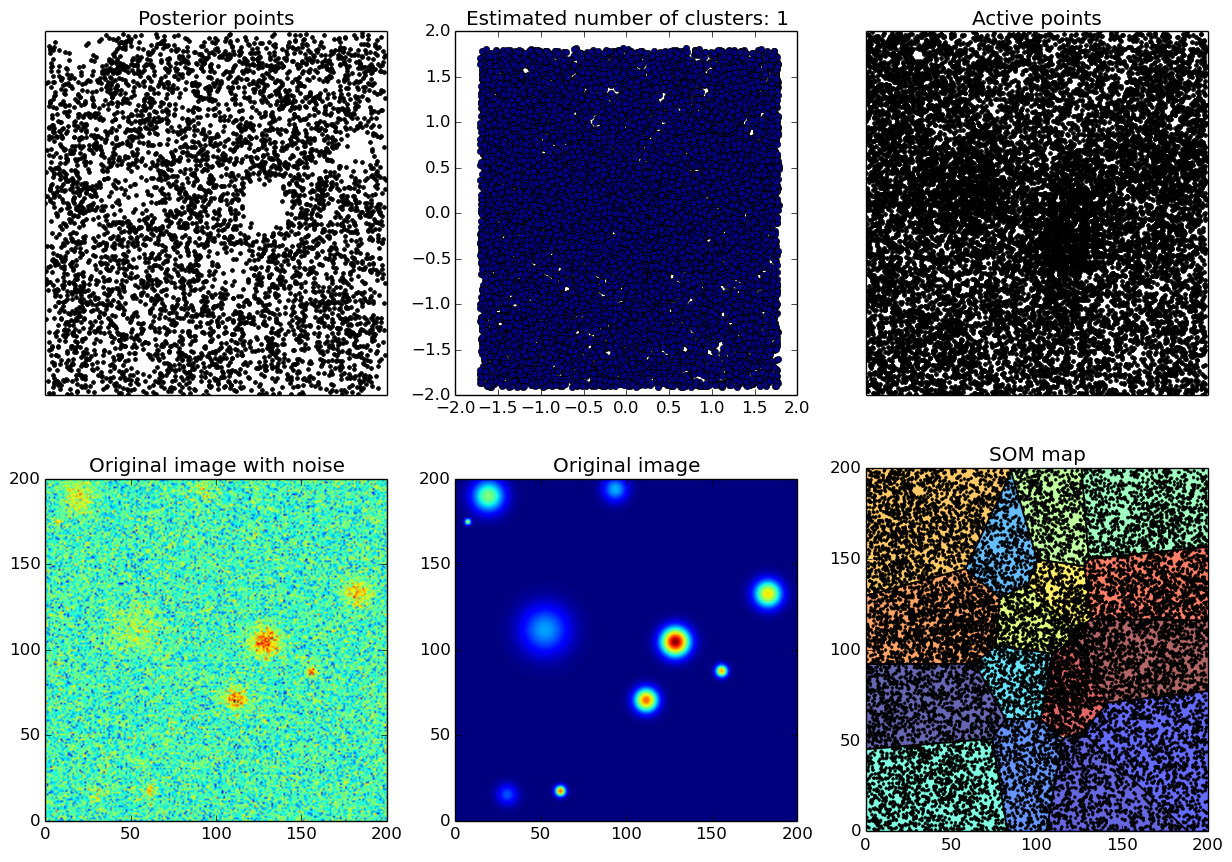 Posterior points
Estimated number of clusters: 1
Active points
2.0
1.5
1.0
0.5
0.0
−0.5
−1.0
−1.5
−2.0
−2.0 −1.5 −1.0 −0.5 0.0 0.5 1.0 1.5 2.0
Original image with noise
Original image
SOM map
200
150
100
50
0
0 50 100 150 200
200
150
100
50
0
0 50 100 150 200
200
150
100
50
0
0 50 100 150 200